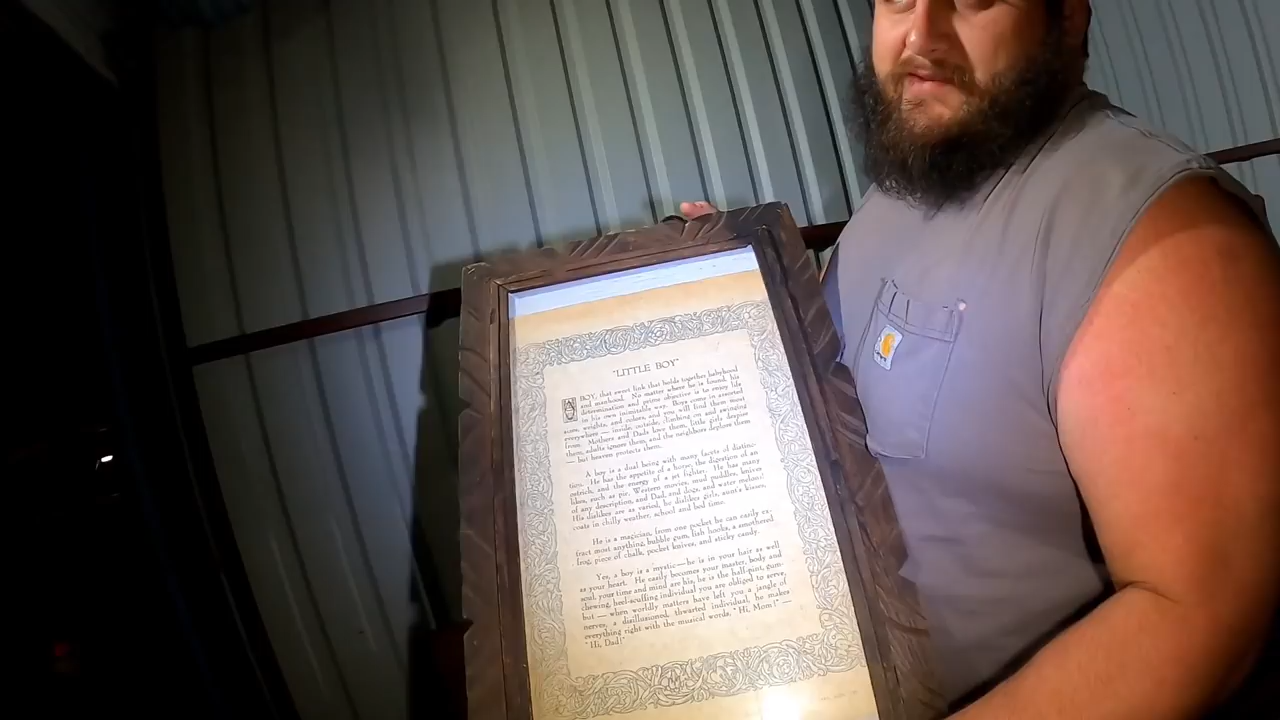 "LITTLE BOY"
A BOY, that sweet link that holds together babyhood
and manhood. No matter where he is found, his
determination and prime objective is to enjoy life
in his own inimitable way. Boys come in assorted
sizes, weights, and colors, and you will find them most
everywhere — inside, outside, climbing on and swinging
from. Mothers and Dads love them, little girls despise
them, adults ignore them, and the neighbors deplore them
— but heaven protects them.
A boy is a dual being with many facets of distinc-
tion. He has the appetite of a horse, the digestion of an
ostrich, and the energy of a jet fighter. He has many
likes, such as pie, Western movies, mud puddles, knives
of any description, and Dad, and dogs, and water melons!
His dislikes are as varied, he dislikes girls, aunt's kisses,
coats in chilly weather, school and bed time.
He is a magician, from one pocket he can easily ex-
tract most anything, bubble gum, fish hooks, a smothered
frog, piece of chalk, pocket knives, and sticky candy.
Yes, a boy is a mystic — he is in your hair as well
as your heart. He easily becomes your master, body and
soul, your time and mind are his, he is the half-pint, gum-
chewing, heel-scuffing individual you are obliged to serve,
but — when worldly matters have left you a jangle of
nerves, a disillusioned, thwarted individual, he makes
everything right with the musical words, "Hi, Mom!" —
"Hi, Dad!"